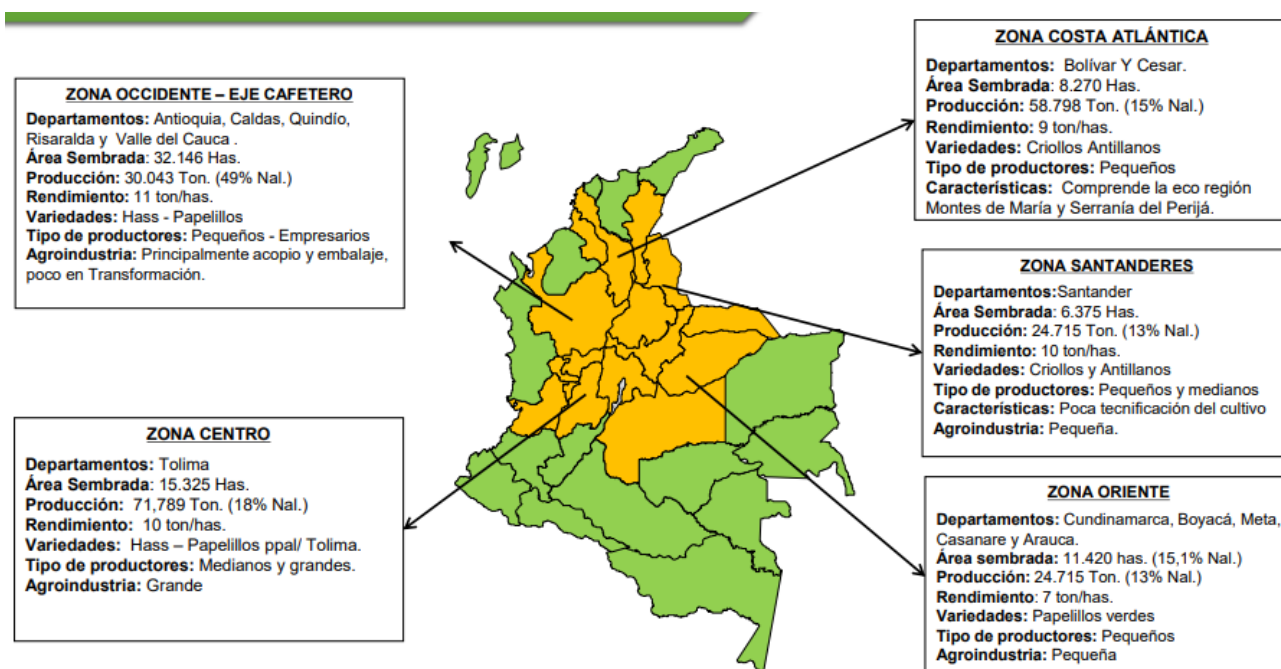 ZONA OCCIDENTE – EJE CAFETERO
Departamentos: Antioquia, Caldas, Quindío,
Risaralda y Valle del Cauca .
Área Sembrada: 32.146 Has.
Producción: 30.043 Ton. (49% Nal.)
Rendimiento: 11 ton/has.
Variedades: Hass - Papelillos
Tipo de productores: Pequeños - Empresarios
Agroindustria: Principalmente acopio y embalaje,
poco en Transformación.
ZONA CENTRO
Departamentos: Tolima
Área Sembrada: 15.325 Has.
Producción: 71,789 Ton. (18% Nal.)
Rendimiento: 10 ton/has.
Variedades: Hass – Papelillos ppal/ Tolima.
Tipo de productores: Medianos y grandes.
Agroindustria: Grande
ZONA COSTA ATLÁNTICA
Departamentos: Bolívar Y Cesar.
Área Sembrada: 8.270 Has.
Producción: 58.798 Ton. (15% Nal.)
Rendimiento: 9 ton/has.
Variedades: Criollos Antillanos
Tipo de productores: Pequeños
Características: Comprende la eco región
Montes de María y Serranía del Perijá.
ZONA SANTANDERES
Departamentos:Santander
Área Sembrada: 6.375 Has.
Producción: 24.715 Ton. (13% Nal.)
Rendimiento: 10 ton/has.
Variedades: Criollos y Antillanos
Tipo de productores: Pequeños y medianos
Características: Poca tecnificación del cultivo
Agroindustria: Pequeña.
ZONA ORIENTE
Departamentos: Cundinamarca, Boyacá, Meta,
Casanare y Arauca.
Área sembrada: 11.420 has. (15,1% Nal.)
Producción: 24.715 Ton. (13% Nal.)
Rendimiento: 7 ton/has.
Variedades: Papelillos verdes
Tipo de productores: Pequeños
Agroindustria: Pequeña